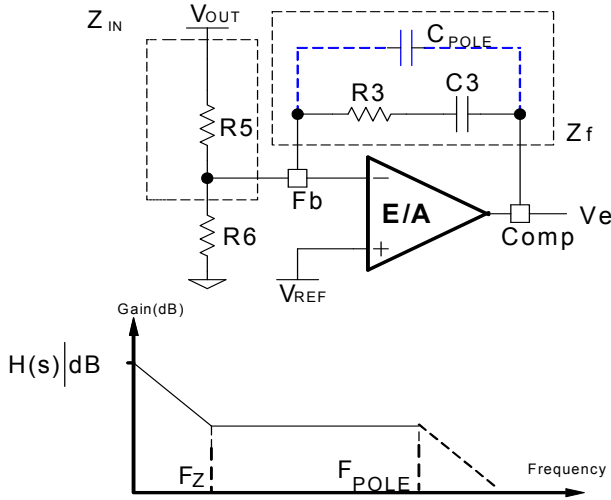 Z IN
VOUT
CPOLE
R3
C3
R5
Zf
Fb
E/A
Ve
R6
Comp
VREF
Gain(dB)
H(s)|dB
FZ
FPOLE
Frequency